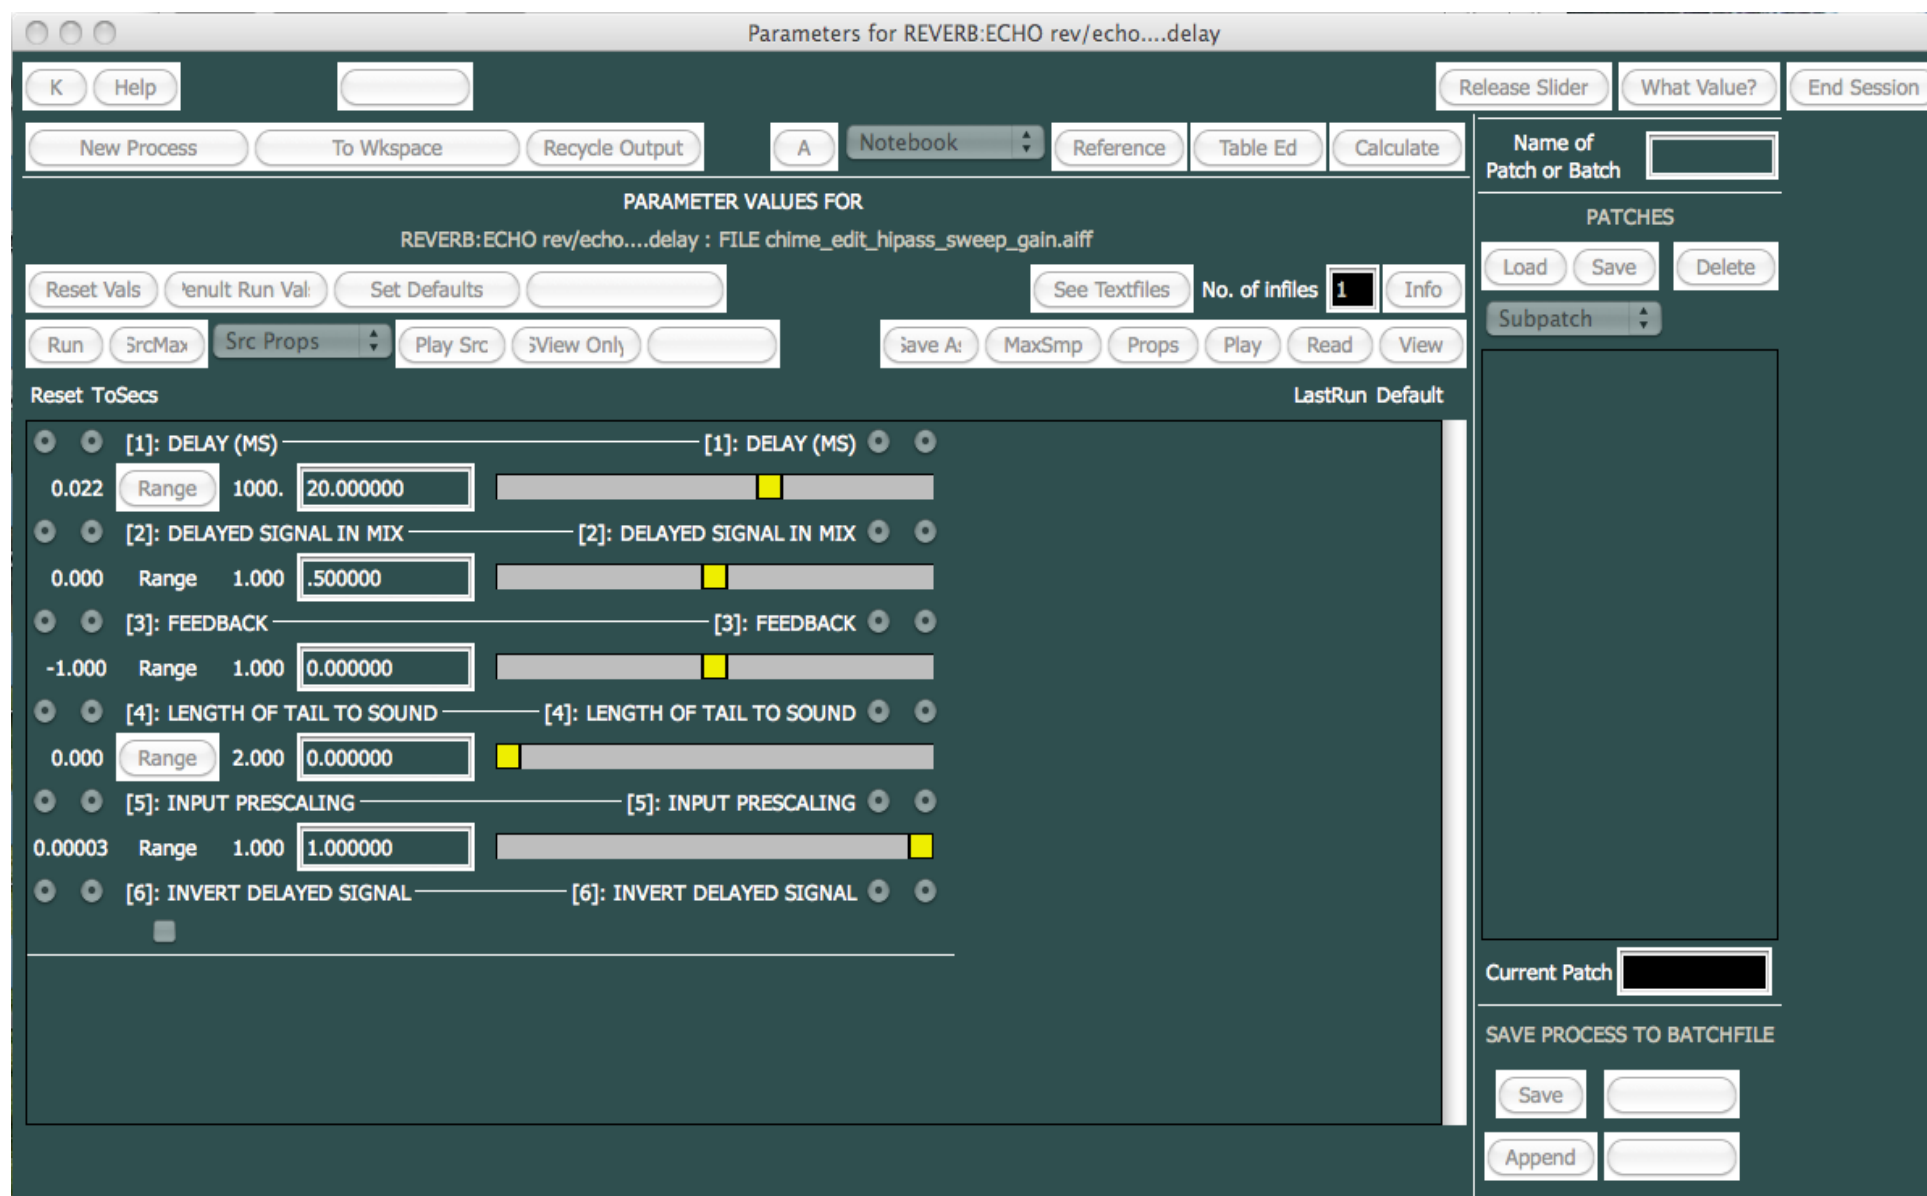 Parameters for REVERB:ECHO rev/echo....delay
K Help Release Slider What Value? End Session
New Process To Wkspace Recycle Output A Notebook Reference Table Ed Calculate
Name of
Patch or Batch
PARAMETER VALUES FOR
REVERB:ECHO rev/echo....delay : FILE chime_edit_hipass_sweep_gain.aiff
PATCHES
Load Save Delete
Reset Vals enult Run Val Set Defaults See Textfiles No. of infiles 1 Info
Subpatch
Run SrcMax Src Props Play Src View Only Save As MaxSmp Props Play Read View
Reset ToSecs LastRun Default
[1]: DELAY (MS) [1]: DELAY (MS)
0.022 Range 1000. 20.000000
[2]: DELAYED SIGNAL IN MIX [2]: DELAYED SIGNAL IN MIX
0.000 Range 1.000 .500000
[3]: FEEDBACK [3]: FEEDBACK
-1.000 Range 1.000 0.000000
[4]: LENGTH OF TAIL TO SOUND [4]: LENGTH OF TAIL TO SOUND
0.000 Range 2.000 0.000000
[5]: INPUT PRESCALING [5]: INPUT PRESCALING
0.00003 Range 1.000 1.000000
[6]: INVERT DELAYED SIGNAL [6]: INVERT DELAYED SIGNAL
Current Patch
SAVE PROCESS TO BATCHFILE
Save
Append